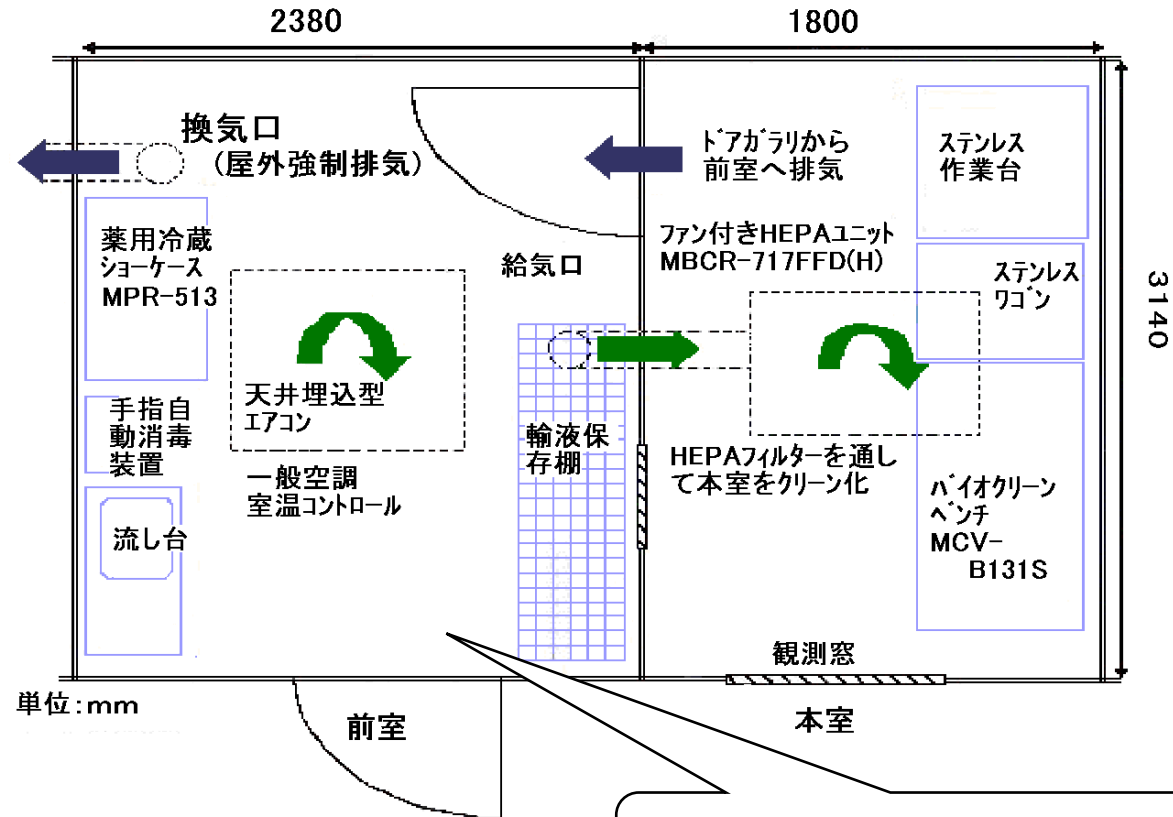 2380
1800
換気口
(屋外強制排気)
ドアガラリから
前室へ排気
ステンレス
作業台
薬用冷蔵
ショーケース
MPR-513
給気口
ファン付きHEPAユニット
MBCR-717FFD(H)
ステンレス
ワゴン
3140
天井埋込型
エアコン
手指自
動消毒
装置
輸液保
存棚
一般空調
室温コントロール
HEPAフィルターを通し
て本室をクリーン化
バイオクリーン
ベンチ
MCV-
B131S
流し台
観測窓
単位:mm
前室
本室